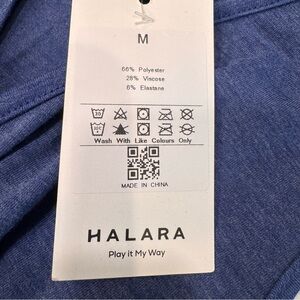 M
66% Polyester
28% Viscose
6% Elastane
Wash With Like Colours Only
MADE IN CHINA
HALARA
Play it My Way